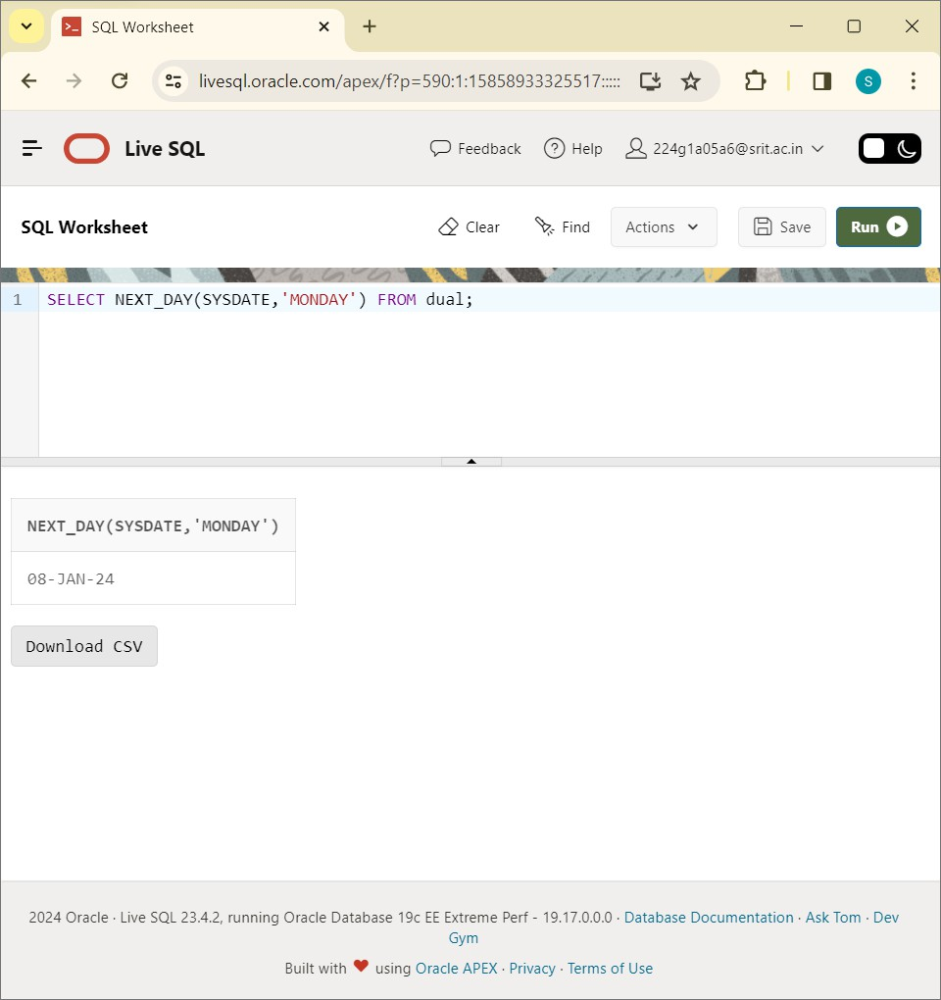 SQL Worksheet
livesql.oracle.com/apex/f?p=590:1:15858933325517:::::
S
Live SQL
Feedback
Help
224g1a05a6@srit.ac.in
SQL Worksheet
Clear
Find
Actions
Save
Run
1 SELECT NEXT_DAY(SYSDATE,'MONDAY') FROM dual;
NEXT_DAY(SYSDATE,'MONDAY')
08-JAN-24
Download CSV
2024 Oracle · Live SQL 23.4.2, running Oracle Database 19c EE Extreme Perf - 19.17.0.0.0 · Database Documentation · Ask Tom · Dev
Gym
Built with ❤ using Oracle APEX · Privacy · Terms of Use